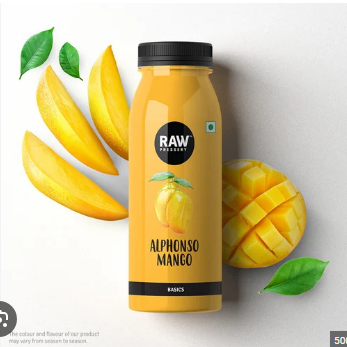 RAW
PRESSERY
ALPHONSO
MANGO
BASICS
The colour and flavour of our product
may vary from season to season.
500